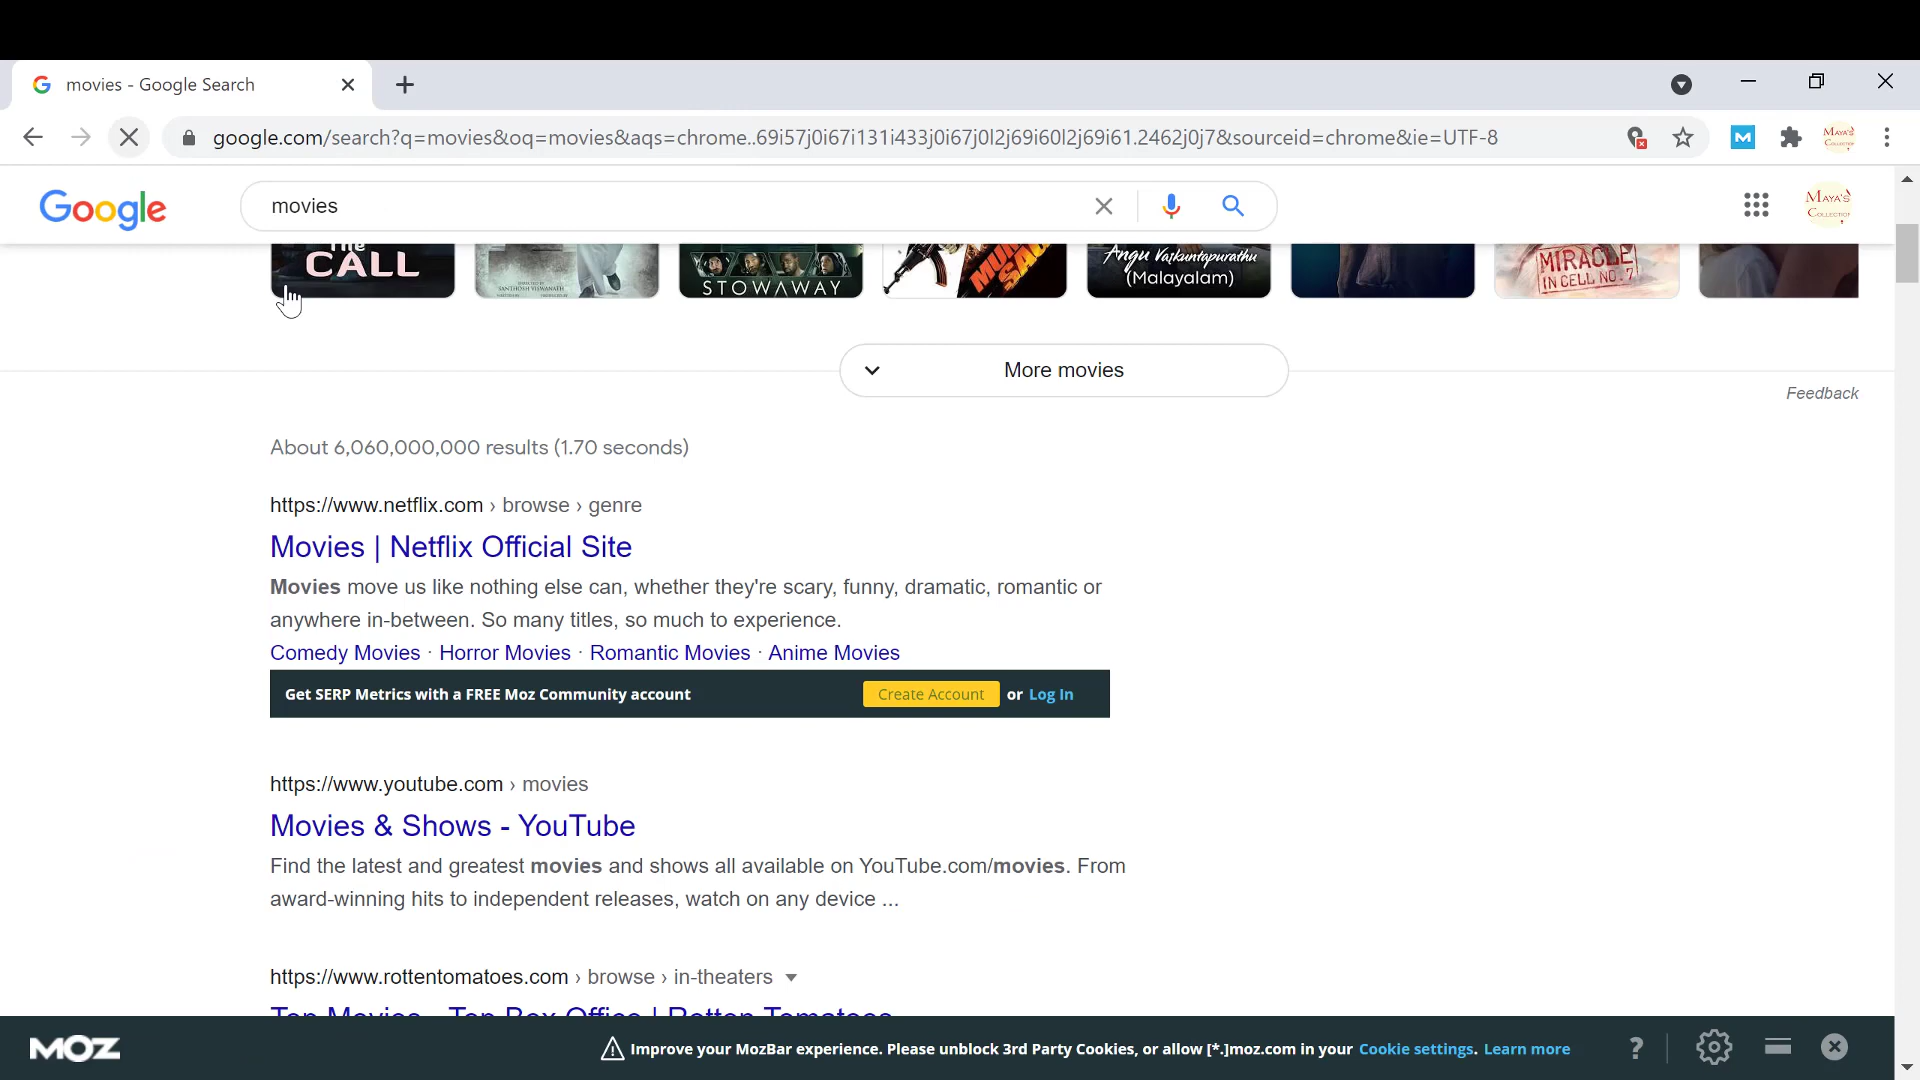 movies - Google Search
google.com/search?q=movies&oq=movies&aqs=chrome..69i57j0i67i131i433j0i67j0l2j69i60l2j69i61.2462j0j7&sourceid=chrome&ie=UTF-8
M
MAYA'S
COLLECTION
Google
movies
MAYA'S
COLLECTION
The
CALL
SANTHOSH VISWANATH
STOWAWAY
Angu Vaikuntapurathu
(Malayalam)
MIRACLE
IN CELL NO. 7
More movies
Feedback
About 6,060,000,000 results (1.70 seconds)
https://www.netflix.com › browse › genre
Movies | Netflix Official Site
Movies move us like nothing else can, whether they're scary, funny, dramatic, romantic or
anywhere in-between. So many titles, so much to experience.
Comedy Movies · Horror Movies · Romantic Movies · Anime Movies
Get SERP Metrics with a FREE Moz Community account Create Account or Log In
https://www.youtube.com › movies
Movies & Shows - YouTube
Find the latest and greatest movies and shows all available on YouTube.com/movies. From
award-winning hits to independent releases, watch on any device ...
https://www.rottentomatoes.com › browse › in-theaters
Top Movies - Top Box Office | Rotten Tomatoes
MOZ
Improve your MozBar experience. Please unblock 3rd Party Cookies, or allow [*.]moz.com in your Cookie settings. Learn more
?